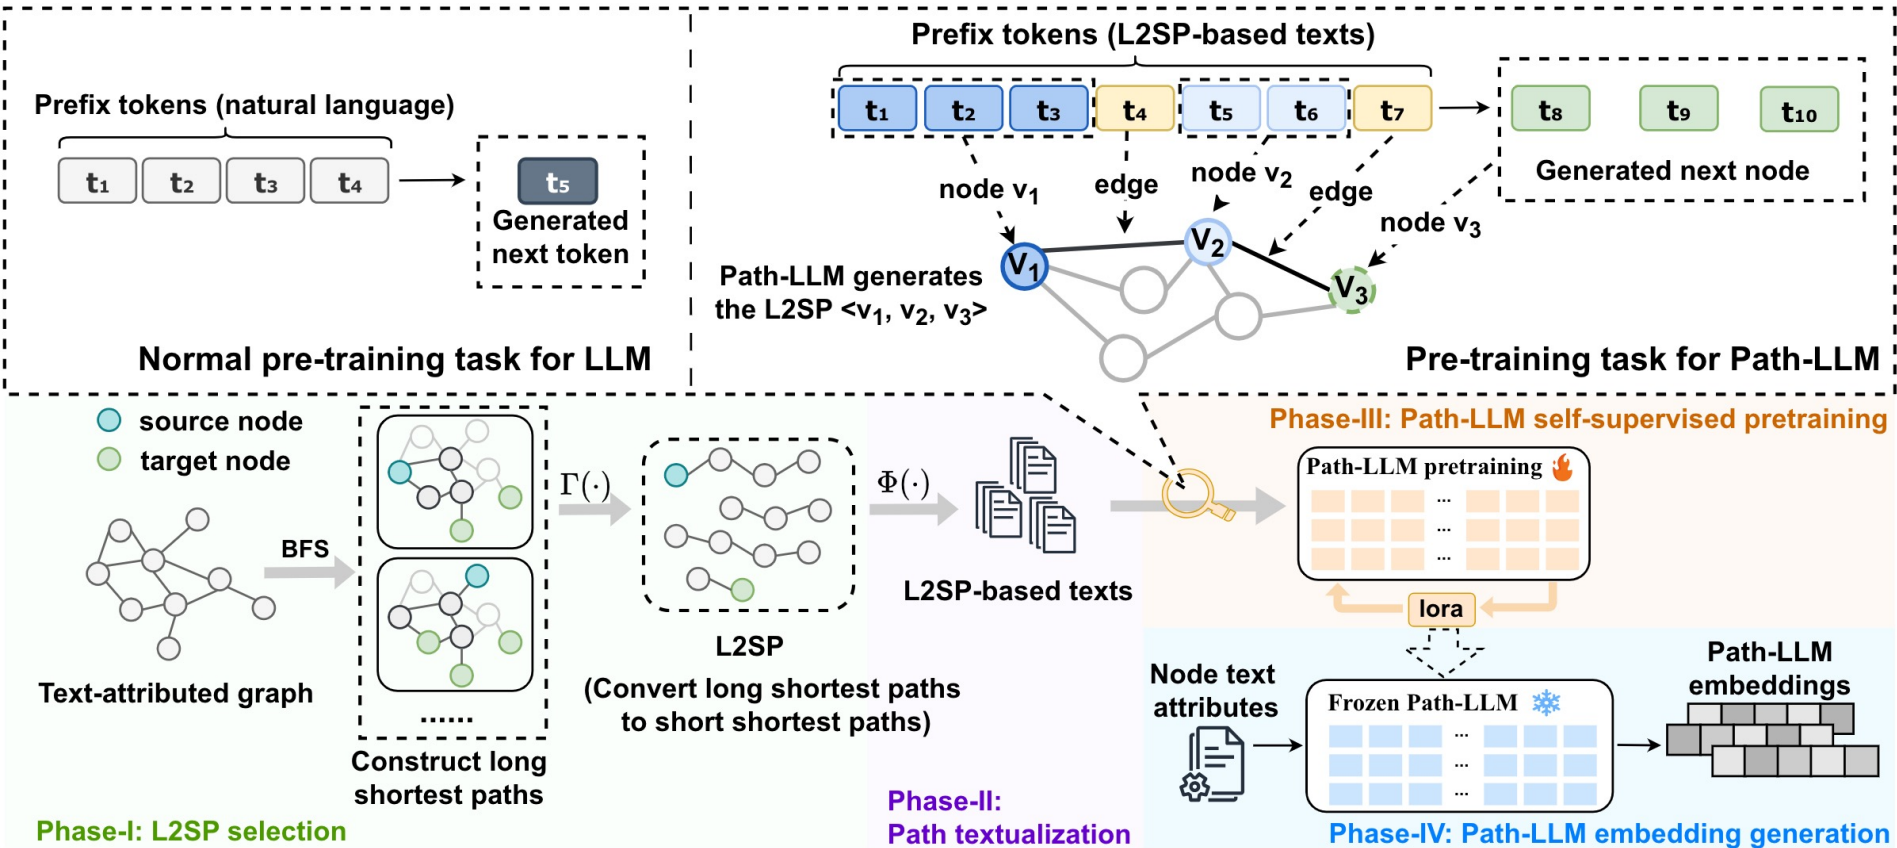 Prefix tokens (natural language)
t1 t2 t3 t4
t5
Generated
next token
Normal pre-training task for LLM
Prefix tokens (L2SP-based texts)
t1 t2 t3 t4 t5 t6 t7
t8 t9 t10
Generated next node
node v1
edge
node v2
edge
node v3
V1
V2
V3
Path-LLM generates
the L2SP <v1, v2, v3>
Pre-training task for Path-LLM
source node
target node
BFS
Text-attributed graph
......
Construct long
shortest paths
Γ(·)
L2SP
(Convert long shortest paths
to short shortest paths)
Phase-I: L2SP selection
Φ(·)
L2SP-based texts
Phase-II:
Path textualization
Phase-III: Path-LLM self-supervised pretraining
Path-LLM pretraining
...
...
...
lora
Node text
attributes
Frozen Path-LLM
...
...
...
Path-LLM
embeddings
Phase-IV: Path-LLM embedding generation